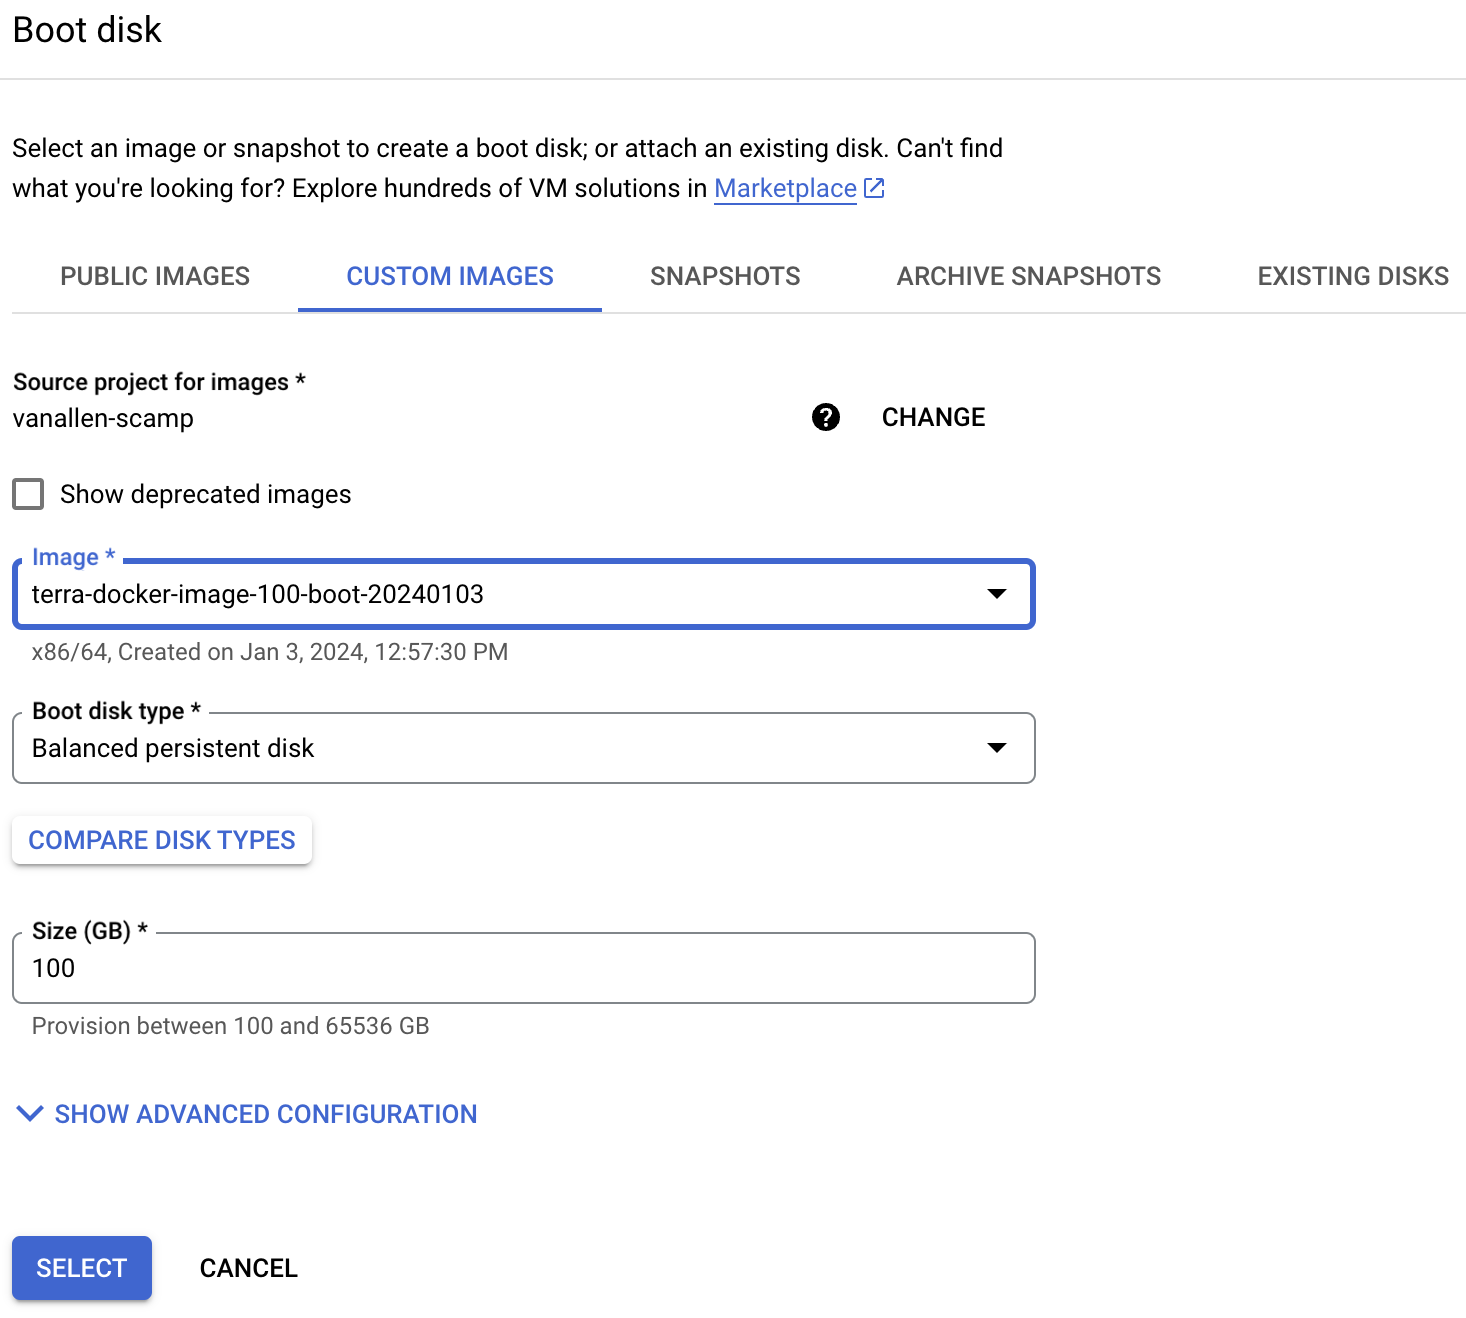 Boot disk
Select an image or snapshot to create a boot disk; or attach an existing disk. Can't find
what you're looking for? Explore hundreds of VM solutions in Marketplace
PUBLIC IMAGES CUSTOM IMAGES SNAPSHOTS ARCHIVE SNAPSHOTS EXISTING DISKS
Source project for images *
vanallen-scamp CHANGE
Show deprecated images
Image *
terra-docker-image-100-boot-20240103
x86/64, Created on Jan 3, 2024, 12:57:30 PM
Boot disk type *
Balanced persistent disk
COMPARE DISK TYPES
Size (GB) *
100
Provision between 100 and 65536 GB
SHOW ADVANCED CONFIGURATION
SELECT CANCEL